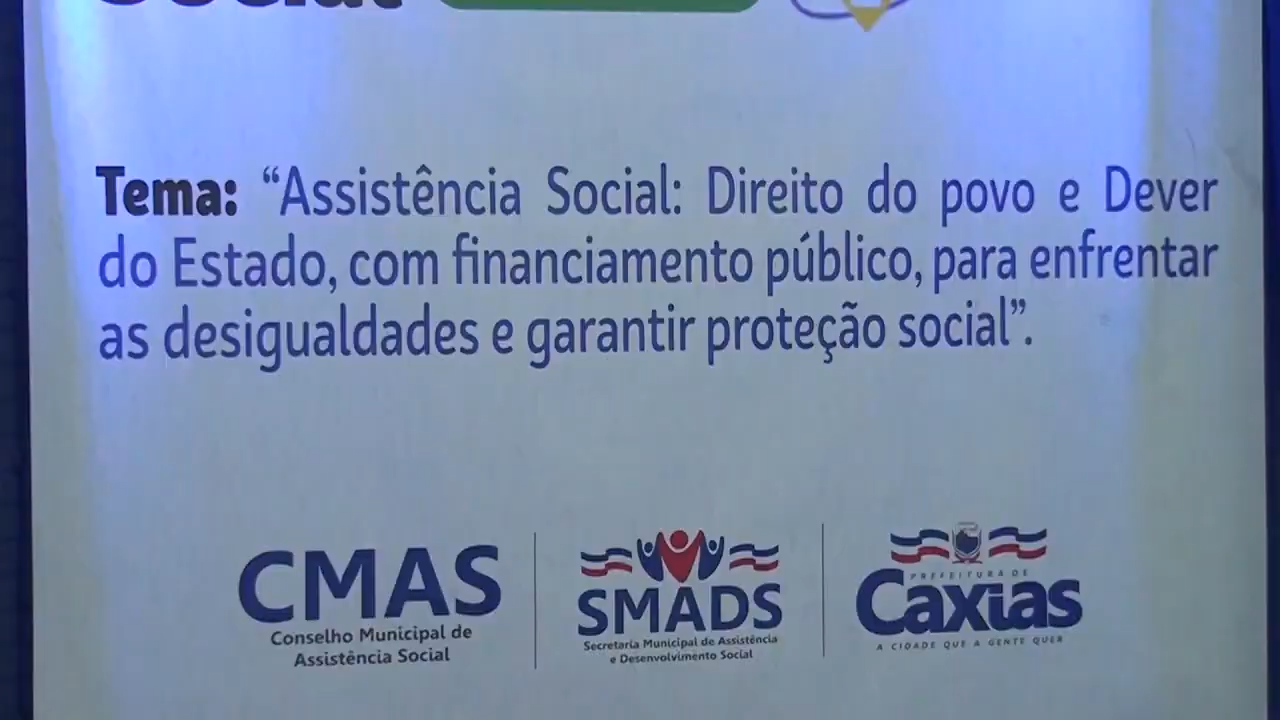 Social
Tema: “Assistência Social: Direito do povo e Dever
do Estado, com financiamento público, para enfrentar
as desigualdades e garantir proteção social”.
CMAS
Conselho Municipal de
Assistência Social
SMADS
Secretaria Municipal de Assistência
e Desenvolvimento Social
PREFEITURA DE
Caxias
A CIDADE QUE A GENTE QUER